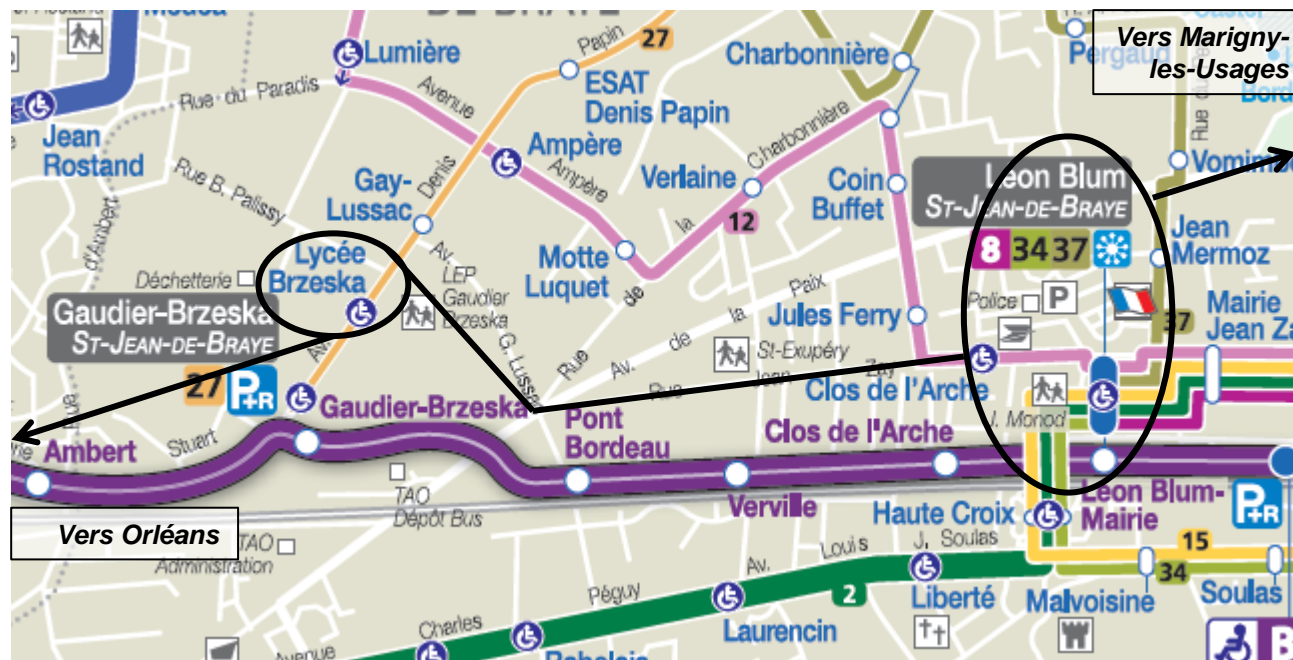 DE BRAYE
Lumière
Papin
27
ESAT
Denis Papin
Charbonnière
Pergaud
Vers Marigny-
les-Usages
Rue du Paradis
Avenue
Ampère
Ampère
Jean
Rostand
Rue B. Palissy
Denis
Gay-
Lussac
Verlaine
Charbonnière
la
de
Rue
12
Coin
Buffet
Léon Blum
ST-JEAN-DE-BRAYE
8 34 37
Rue du
Jean
Mermoz
d'Ambert
Déchetterie
Lycée
Brzeska
Av.
LEP
Gaudier
Brzeska
Motte
Luquet
Av. de la Paix
Jules Ferry
Police
P
37
Mairie
Gaudier-Brzeska
ST-JEAN-DE-BRAYE
Av.
G. Lussac
St-Exupéry
Rue Jean Zay
Clos de l'Arche
J. Monod
27
P+R
Gaudier-Brzeska
Pont
Bordeau
Clos de l'Arche
Ambert
Stuart
TAO
Dépôt Bus
Verville
Haute Croix
Léon Blum-
Mairie
P+R
Vers Orléans
TAO
Administration
Av. Louis J. Soulas
15
34
Péguy
2
Liberté
Malvoisine
Soulas
Charles
Laurencin
Avenue
Rabelais
B